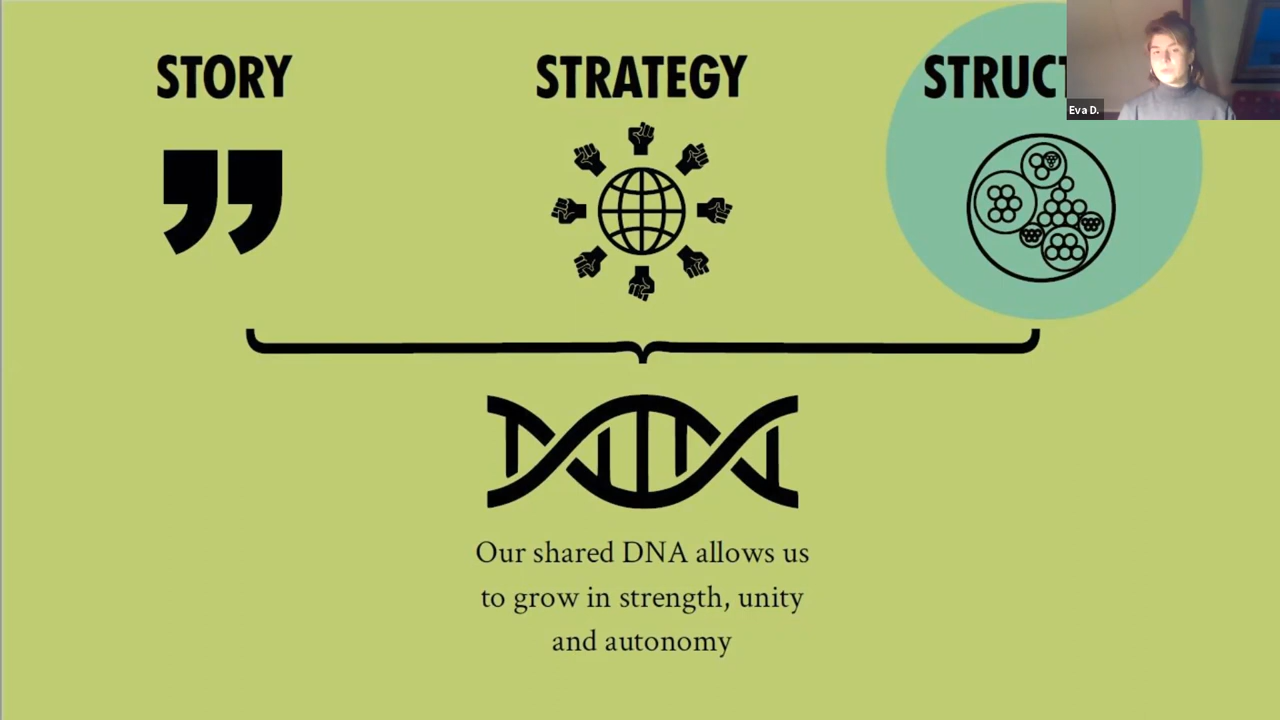 STORY
STRATEGY
STRUCT
Eva D.
Our shared DNA allows us
to grow in strength, unity
and autonomy